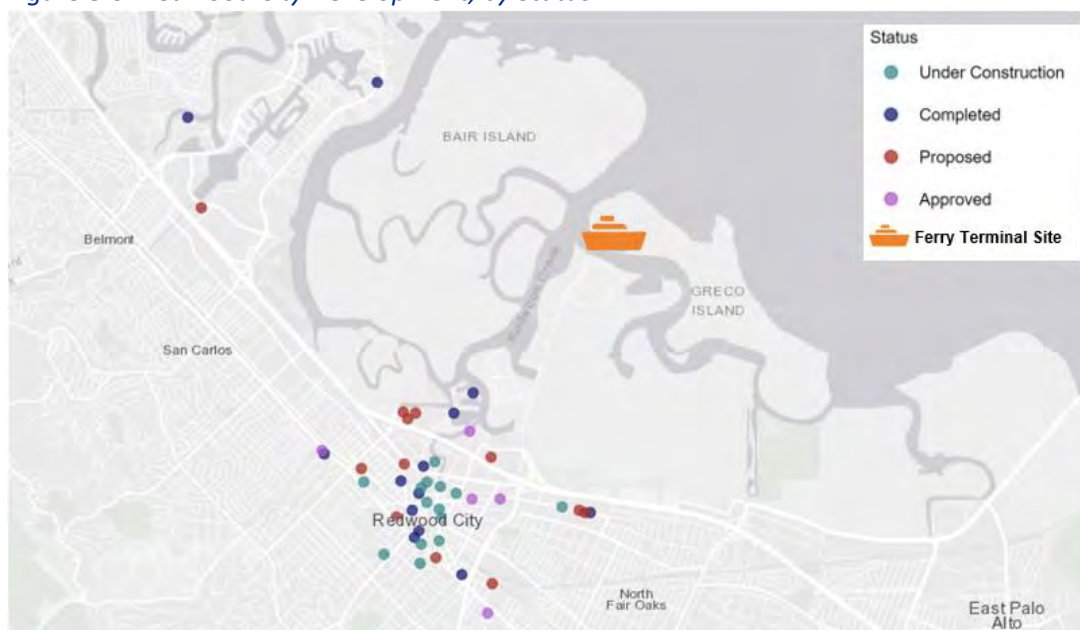 Status
Under Construction
Completed
Proposed
Approved
Ferry Terminal Site
BAIR ISLAND
Belmont
GRECO
ISLAND
San Carlos
Redwood City
North
Fair Oaks
East Palo
Alto